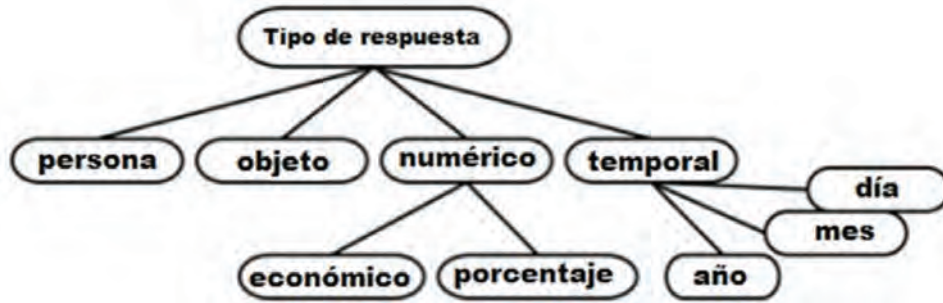 Tipo de respuesta
persona
objeto
numérico
temporal
día
mes
económico
porcentaje
año